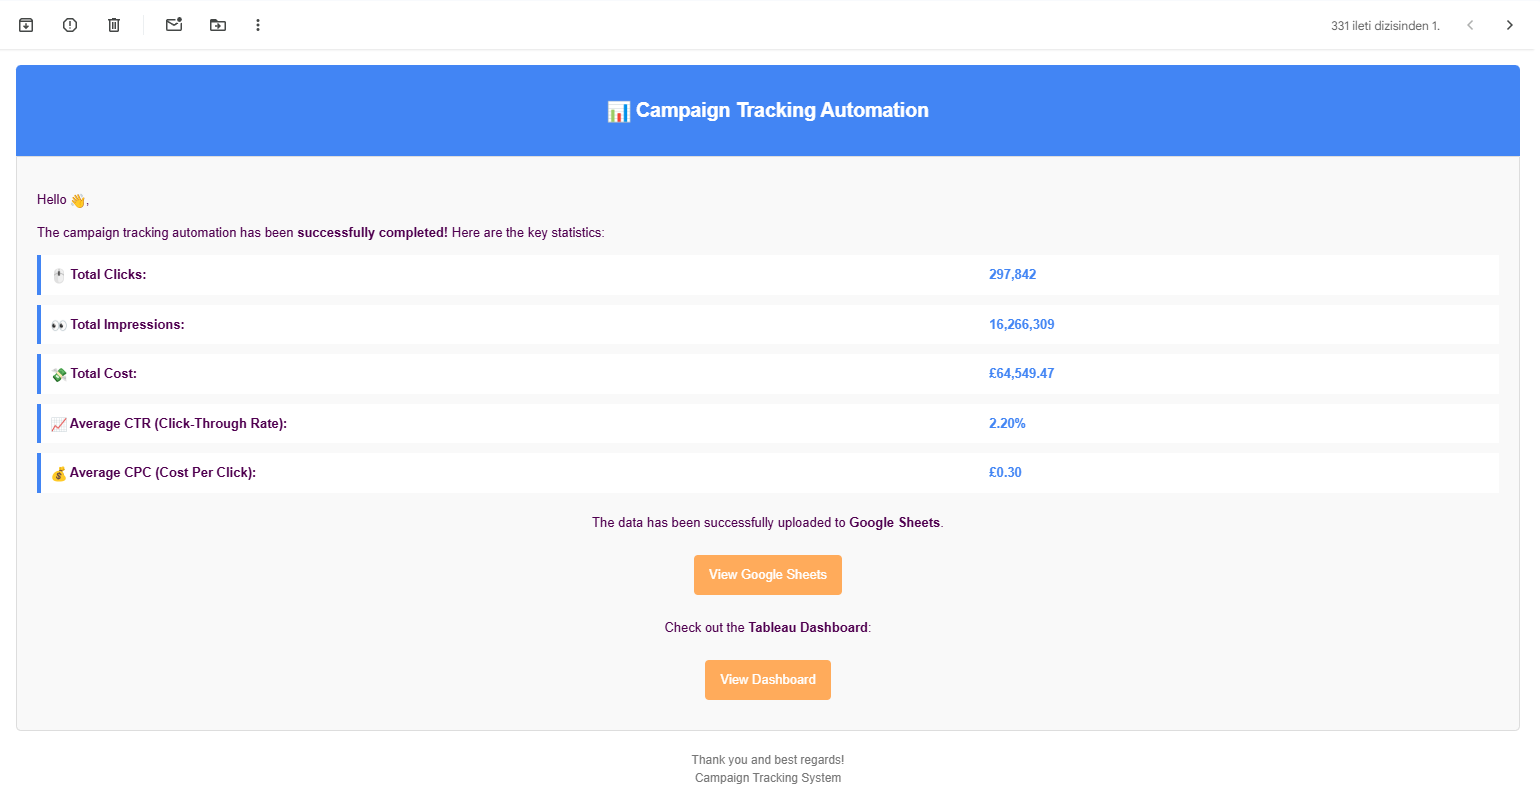 331 ileti dizisinden 1.
Campaign Tracking Automation
Hello 👋,
The campaign tracking automation has been successfully completed! Here are the key statistics:
Total Clicks: 297,842
Total Impressions: 16,266,309
Total Cost: £64,549.47
Average CTR (Click-Through Rate): 2.20%
Average CPC (Cost Per Click): £0.30
The data has been successfully uploaded to Google Sheets.
View Google Sheets
Check out the Tableau Dashboard:
View Dashboard
Thank you and best regards!
Campaign Tracking System